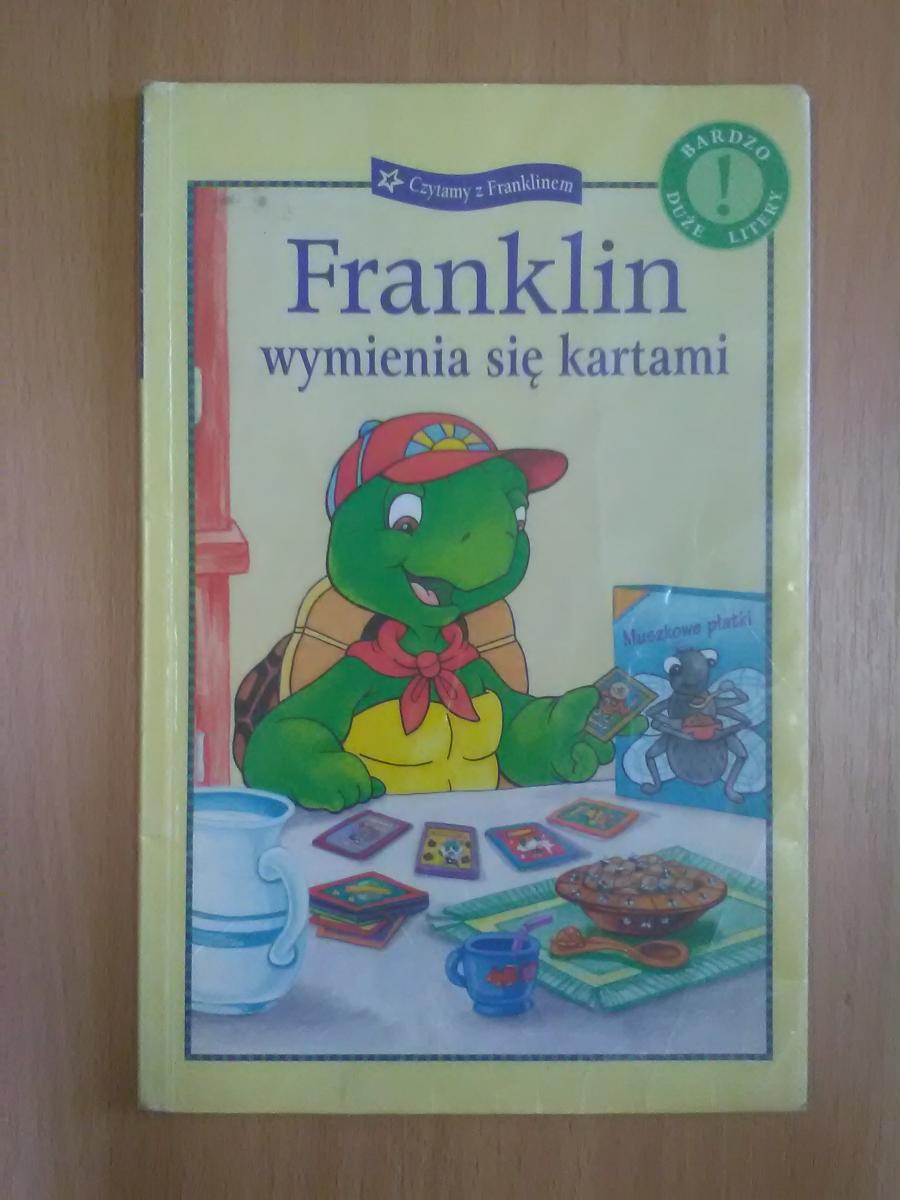 Czytamy z Franklinem
BARDZO
DUŻE LITERY
!
Franklin
wymienia się kartami
Muszkowe płatki